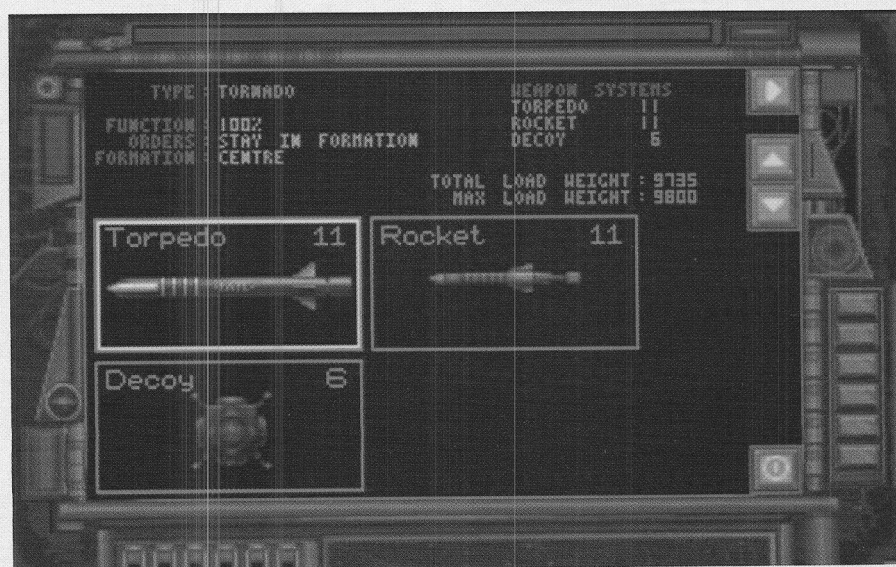 TYPE : TORNADO
FUNCTION : 100%
ORDERS : STAY IN FORMATION
FORMATION : CENTRE
WEAPON SYSTEMS
TORPEDO 11
ROCKET 11
DECOY 6
TOTAL LOAD WEIGHT : 9735
MAX LOAD WEIGHT : 9800
Torpedo 11
Rocket 11
Decoy 6